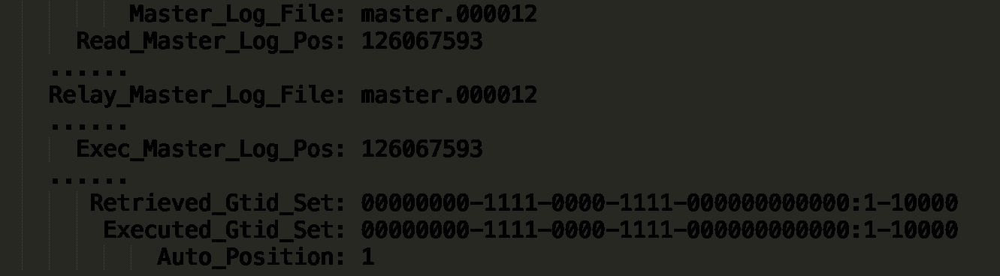 Master_Log_File: master.000012
Read_Master_Log_Pos: 126067593
......
Relay_Master_Log_File: master.000012
......
Exec_Master_Log_Pos: 126067593
......
Retrieved_Gtid_Set: 00000000-1111-0000-1111-000000000000:1-10000
Executed_Gtid_Set: 00000000-1111-0000-1111-000000000000:1-10000
Auto_Position: 1